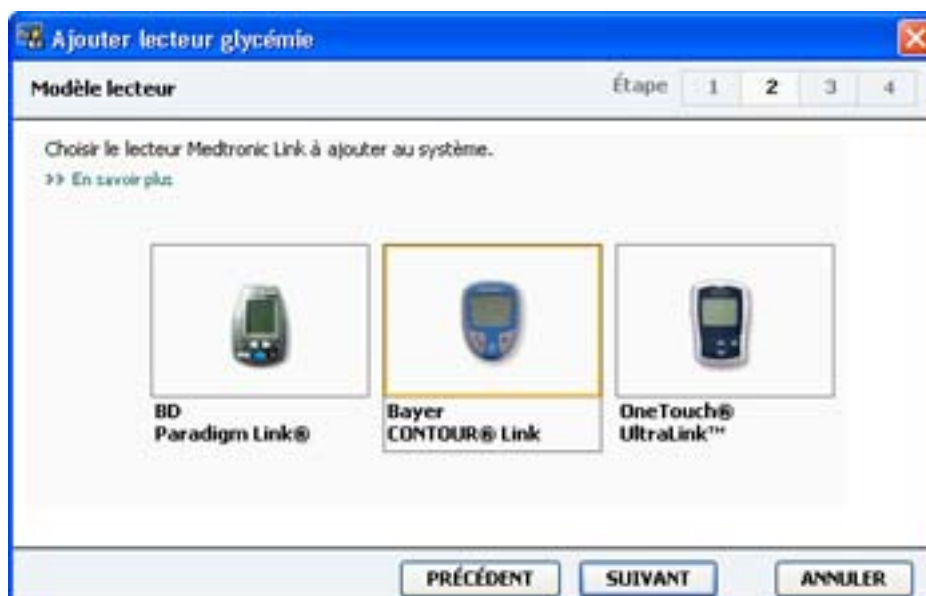 Ajouter lecteur glycémie
Modèle lecteur
Étape 1 2 3 4
Choisir le lecteur Medtronic Link à ajouter au système.
>> En savoir plus
BD
Paradigm Link®
Bayer
CONTOUR® Link
OneTouch®
UltraLink™
PRÉCÉDENT SUIVANT ANNULER